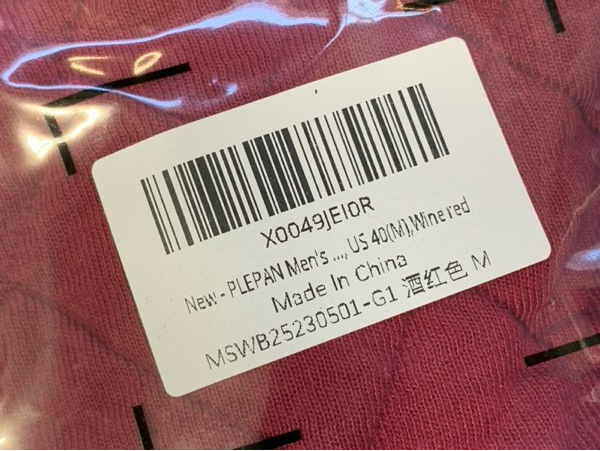 X0049JEI0R
New - PLEPAN Men's ..., US 40(M),Wine red
Made In China
MSWB25230501-G1 酒红色 M